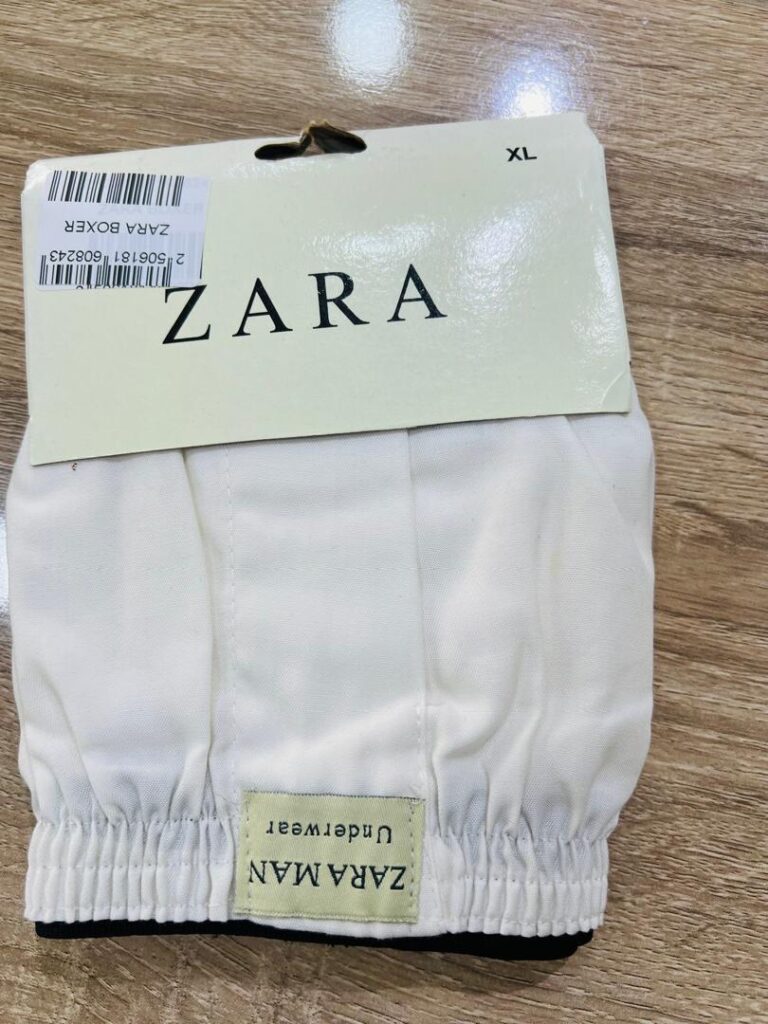 XL
ZARA BOXER
2 506181 608243
ZARA
ZARA MAN
Underwear